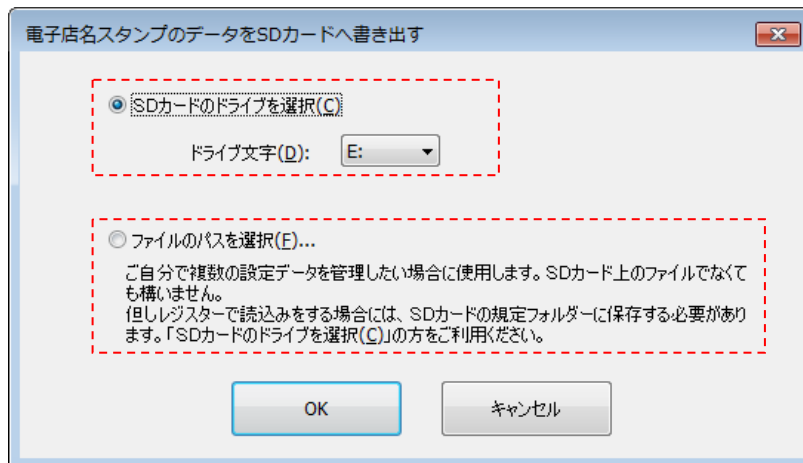 電子店名スタンプのデータをSDカードへ書き出す
SDカードのドライブを選択(C)
ドライブ文字(D): E:
ファイルのパスを選択(F)...
ご自分で複数の設定データを管理したい場合に使用します。SDカード上のファイルでなくて
も構いません。
但しレジスターで読込みをする場合には、SDカードの規定フォルダーに保存する必要があり
ます。「SDカードのドライブを選択(C)」の方をご利用ください。
OK キャンセル